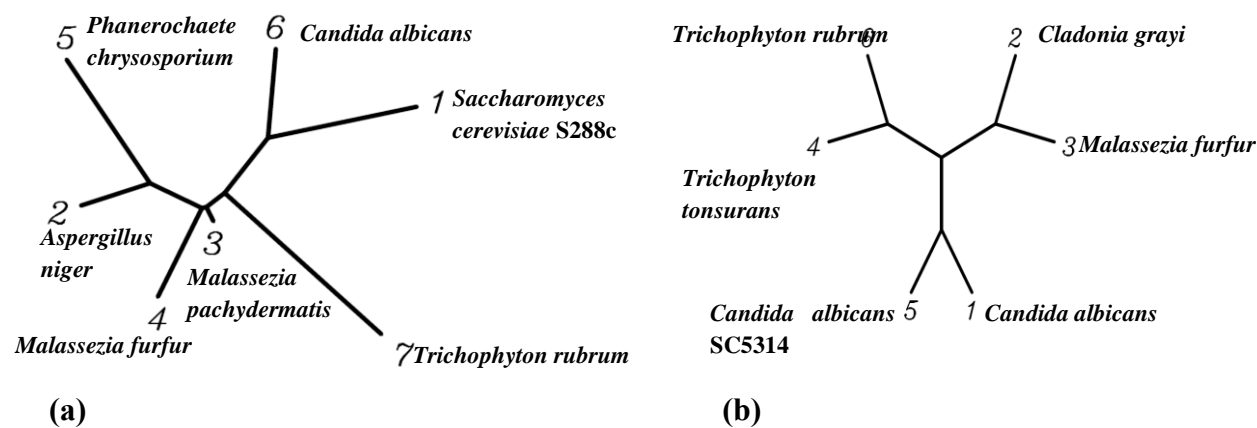 5 Phanerochaete
chrysosporium
6 Candida albicans
1 Saccharomyces
cerevisiae S288c
2
Aspergillus
niger
3
Malassezia
pachydermatis
4
Malassezia furfur
7 Trichophyton rubrum
(a)
Trichophyton rubrum
6
2 Cladonia grayi
4
Trichophyton
tonsurans
3 Malassezia furfur
Candida albicans 5
SC5314
1 Candida albicans
(b)